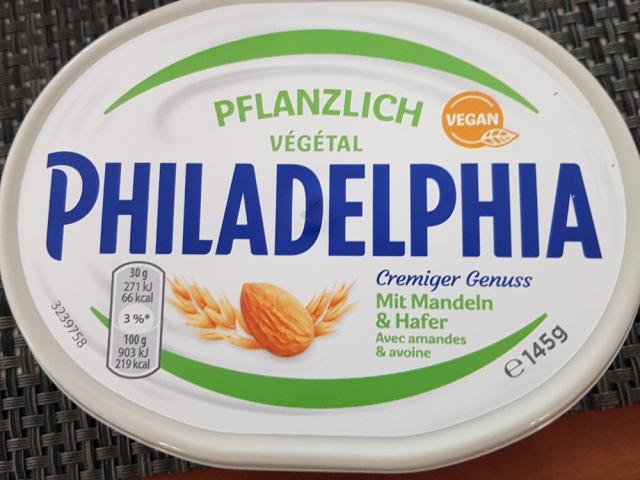 PFLANZLICH
VEGAN
VÉGÉTAL
PHILADELPHIA
30 g
271 kJ
66 kcal
3 %*
100 g
903 kJ
219 kcal
3239758
Cremiger Genuss
Mit Mandeln
& Hafer
Avec amandes
& avoine
℮145g